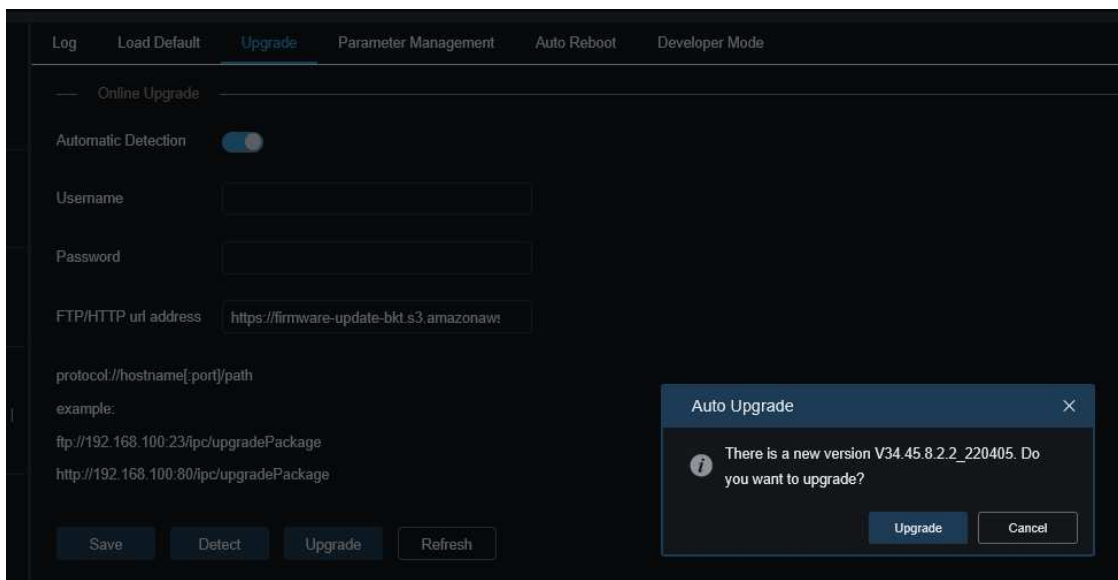 Log Load Default Upgrade Parameter Management Auto Reboot Developer Mode
Online Upgrade
Automatic Detection
Username
Password
FTP/HTTP url address https://firmware-update-bkt.s3.amazonaws
protocol://hostname[:port]/path
example:
ftp://192.168.100:23/ipc/upgradePackage
http://192.168.100:80/ipc/upgradePackage
Save Detect Upgrade Refresh
Auto Upgrade
There is a new version V34.45.8.2.2_220405. Do
you want to upgrade?
Upgrade Cancel